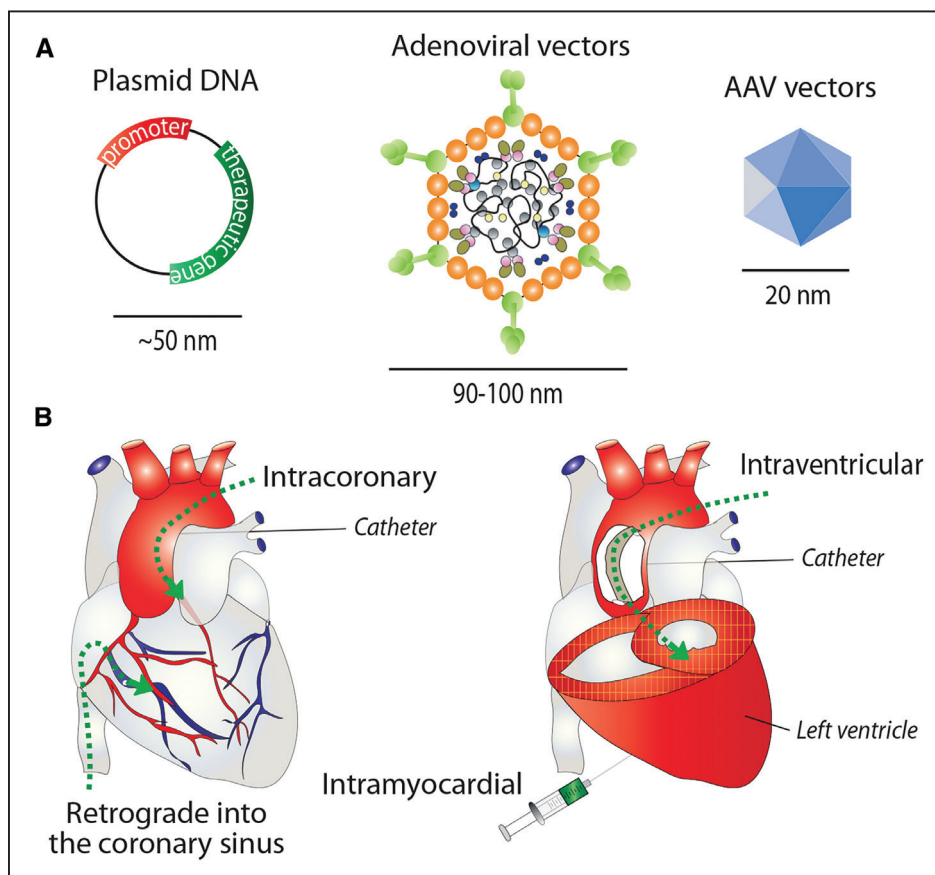 A
Plasmid DNA
promoter
therapeutic gene
~50 nm
Adenoviral vectors
90-100 nm
AAV vectors
20 nm
B
Intracoronary
Catheter
Retrograde into
the coronary sinus
Intraventricular
Catheter
Left ventricle
Intramyocardial